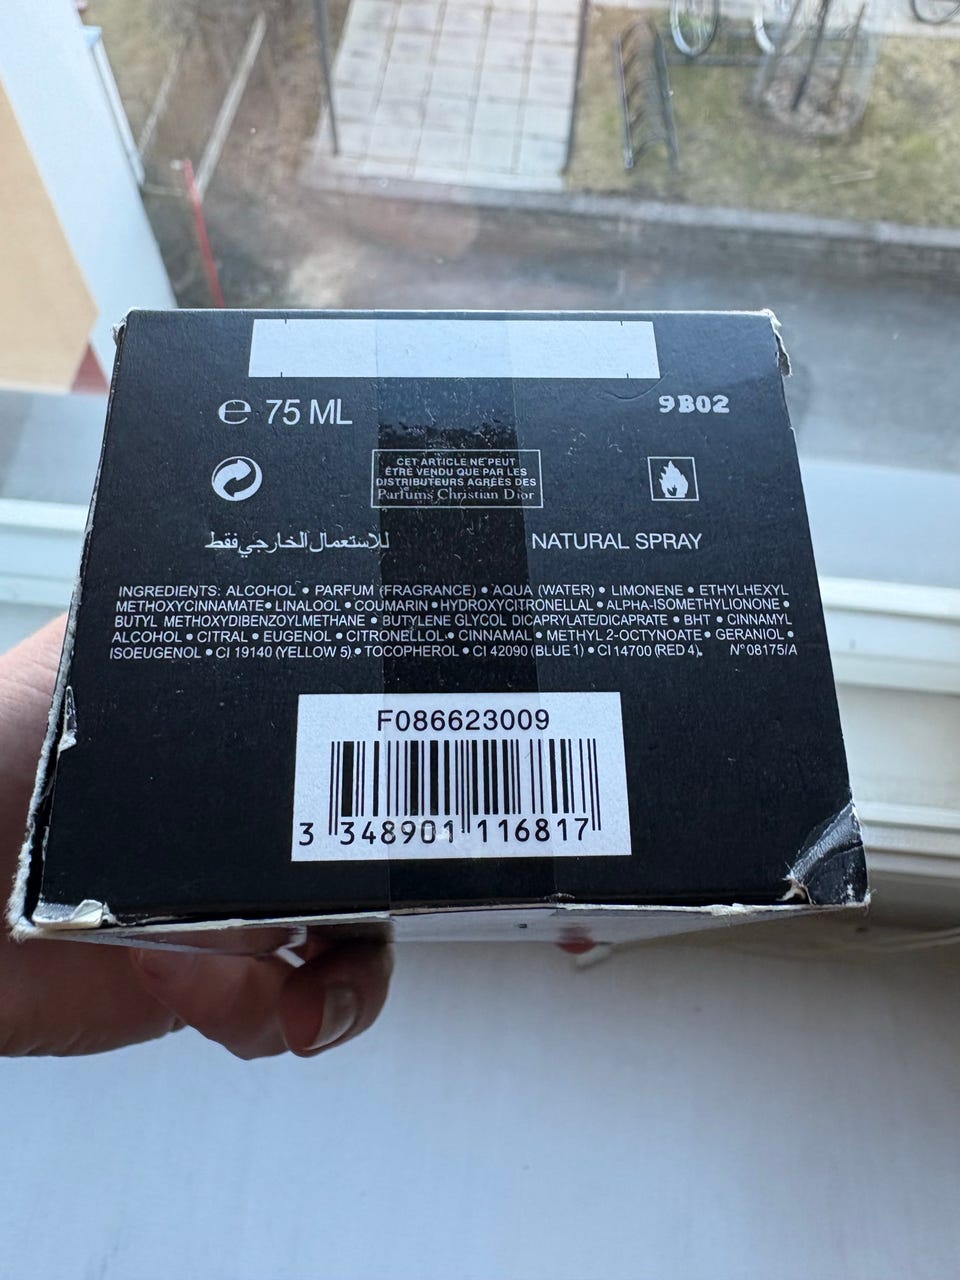 ℮ 75 ML
9B02
CET ARTICLE NE PEUT
ÊTRE VENDU QUE PAR LES
DISTRIBUTEURS AGRÉÉS DES
Parfums Christian Dior
للاستعمال الخارجي فقط
NATURAL SPRAY
INGREDIENTS: ALCOHOL • PARFUM (FRAGRANCE) • AQUA (WATER) • LIMONENE • ETHYLHEXYL
METHOXYCINNAMATE • LINALOOL • COUMARIN • HYDROXYCITRONELLAL • ALPHA-ISOMETHYLIONONE •
BUTYL METHOXYDIBENZOYLMETHANE • BUTYLENE GLYCOL DICAPRYLATE/DICAPRATE • BHT • CINNAMYL
ALCOHOL • CITRAL • EUGENOL • CITRONELLOL • CINNAMAL • METHYL 2-OCTYNOATE • GERANIOL •
ISOEUGENOL • CI 19140 (YELLOW 5) • TOCOPHEROL • CI 42090 (BLUE 1) • CI 14700 (RED 4). N° 08175/A
F086623009
3 348901 116817